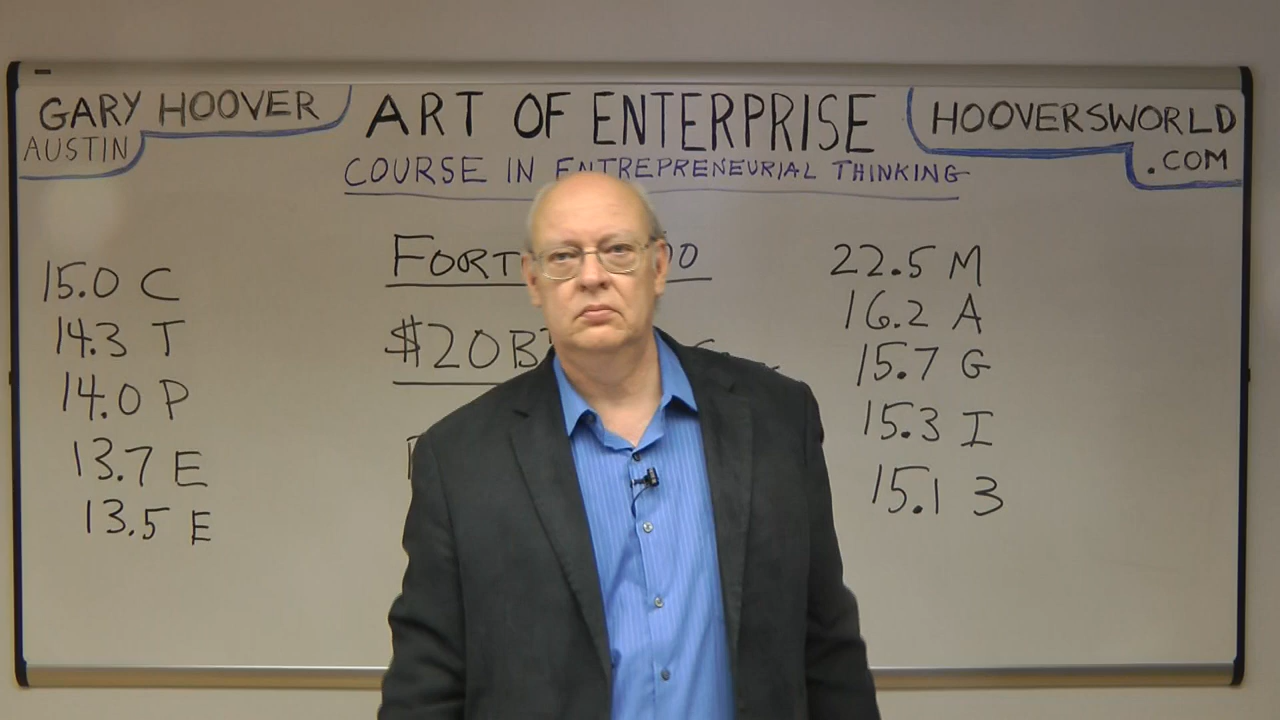 GARY HOOVER
AUSTIN
ART OF ENTERPRISE
COURSE IN ENTREPRENEURIAL THINKING
HOOVERSWORLD
.COM
15.0 C
14.3 T
14.0 P
13.7 E
13.5 E
22.5 M
16.2 A
15.7 G
15.3 I
15.1 3